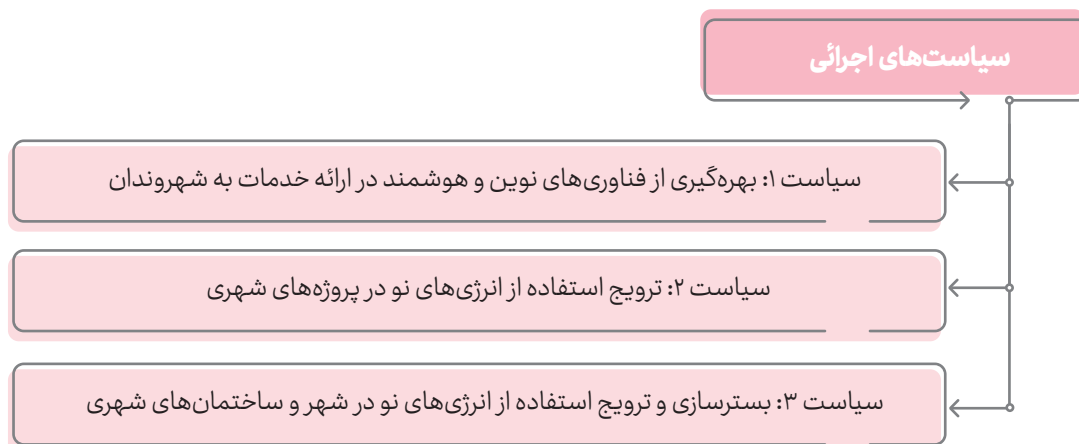 سیاست‌های اجرائی
سیاست ۱: بهره‌گیری از فناوری‌های نوین و هوشمند در ارائه خدمات به شهروندان
سیاست ۲: ترویج استفاده از انرژی‌های نو در پروژه‌های شهری
سیاست ۳: بسترسازی و ترویج استفاده از انرژی‌های نو در شهر و ساختمان‌های شهری